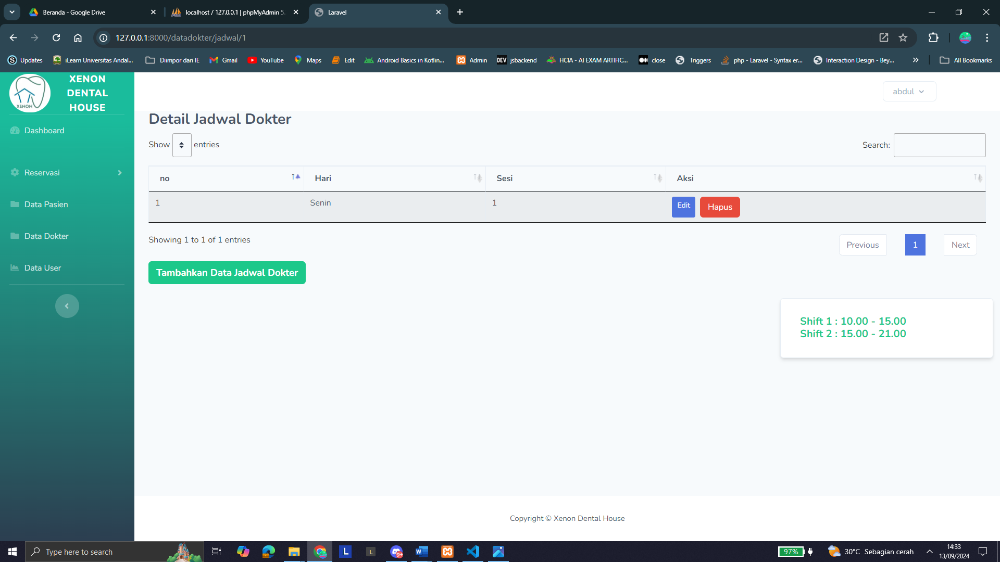 Beranda - Google Drive
localhost / 127.0.0.1 | phpMyAdmin 5.
Laravel
127.0.0.1:8000/datadokter/jadwal/1
Updates
iLearn Universitas Andal...
Diimpor dari IE
Gmail
YouTube
Maps
Edit
Android Basics in Kotlin...
Admin
DEV jsbackend
HCIA - AI EXAM ARTIFIC...
close
Triggers
php - Laravel - Syntax er...
Interaction Design - Bey...
All Bookmarks
XENON
XENON
DENTAL
HOUSE
abdul
Dashboard
Reservasi
Data Pasien
Data Dokter
Data User
Detail Jadwal Dokter
Show entries
Search:
no Hari Sesi Aksi
1 Senin 1 Edit Hapus
Showing 1 to 1 of 1 entries
Previous 1 Next
Tambahkan Data Jadwal Dokter
Shift 1 : 10.00 - 15.00
Shift 2 : 15.00 - 21.00
Copyright © Xenon Dental House
Type here to search
L
L
9+
97%
30°C Sebagian cerah
14:33
13/09/2024